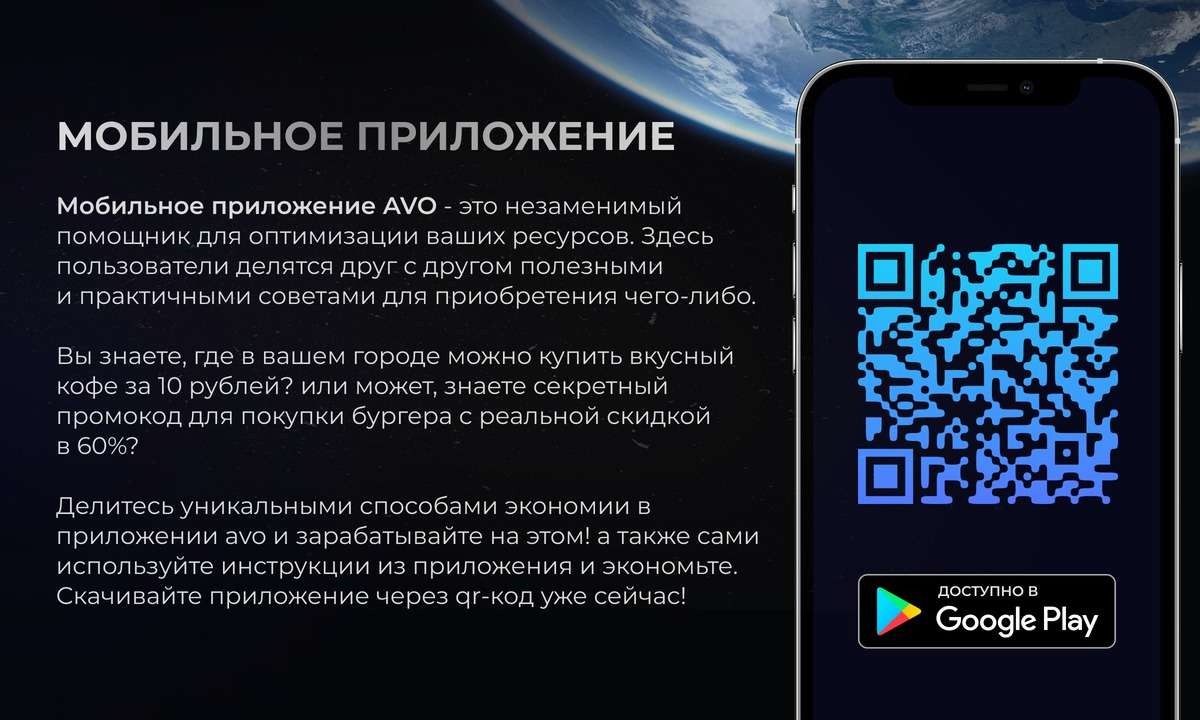 МОБИЛЬНОЕ ПРИЛОЖЕНИЕ
Мобильное приложение AVO - это незаменимый
помощник для оптимизации ваших ресурсов. Здесь
пользователи делятся друг с другом полезными
и практичными советами для приобретения чего-либо.
Вы знаете, где в вашем городе можно купить вкусный
кофе за 10 рублей? или может, знаете секретный
промокод для покупки бургера с реальной скидкой
в 60%?
Делитесь уникальными способами экономии в
приложении avo и зарабатывайте на этом! а также сами
используйте инструкции из приложения и экономьте.
Скачивайте приложение через qr-код уже сейчас!
ДОСТУПНО В
Google Play